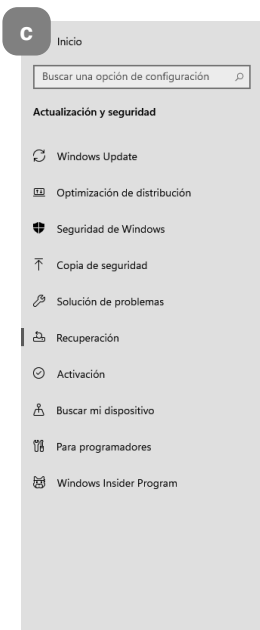 C
Inicio
Buscar una opción de configuración
Actualización y seguridad
Windows Update
Optimización de distribución
Seguridad de Windows
Copia de seguridad
Solución de problemas
Recuperación
Activación
Buscar mi dispositivo
Para programadores
Windows Insider Program